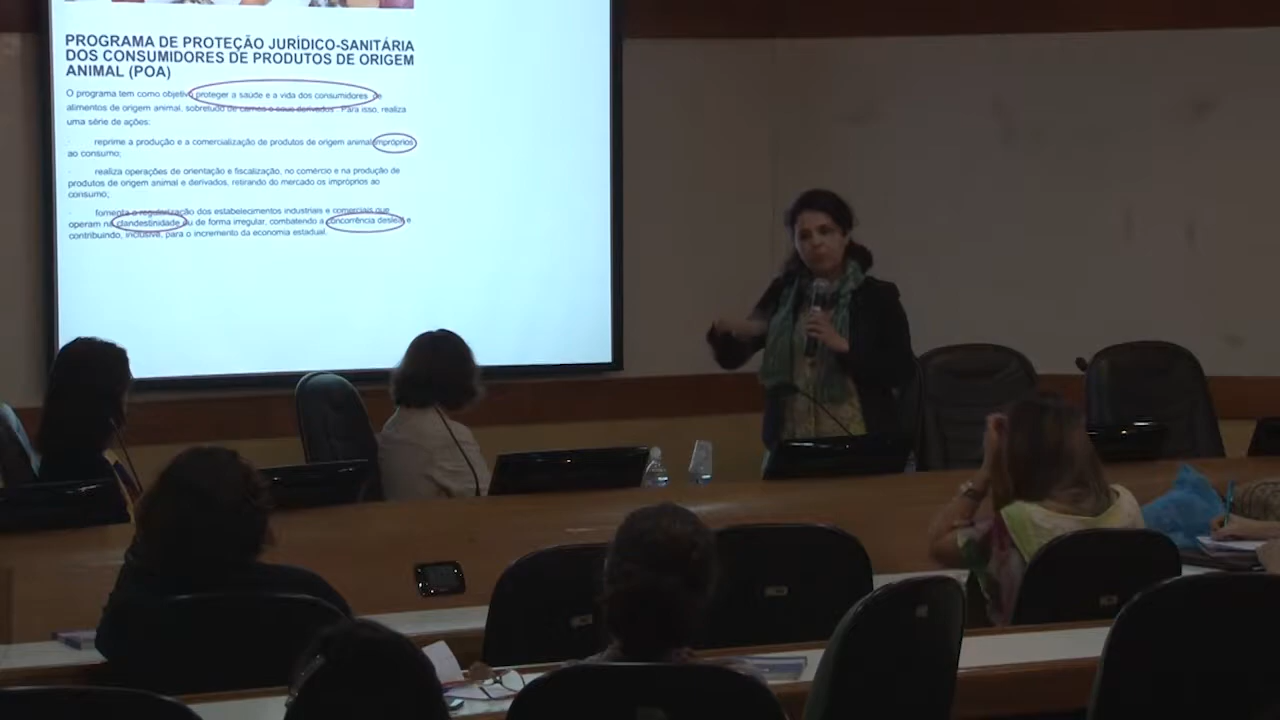 PROGRAMA DE PROTEÇÃO JURÍDICO-SANITÁRIA
DOS CONSUMIDORES DE PRODUTOS DE ORIGEM
ANIMAL (POA)
O programa tem como objetivo proteger a saúde e a vida dos consumidores de
alimentos de origem animal, sobretudo de carnes e seus derivados. Para isso, realiza
uma série de ações:
· reprime a produção e a comercialização de produtos de origem animal impróprios
ao consumo;
· realiza operações de orientação e fiscalização, no comércio e na produção de
produtos de origem animal e derivados, retirando do mercado os impróprios ao
consumo;
· fomenta a regularização dos estabelecimentos industriais e comerciais que
operam na clandestinidade ou de forma irregular, combatendo a concorrência desleal e
contribuindo, inclusive, para o incremento da economia estadual.